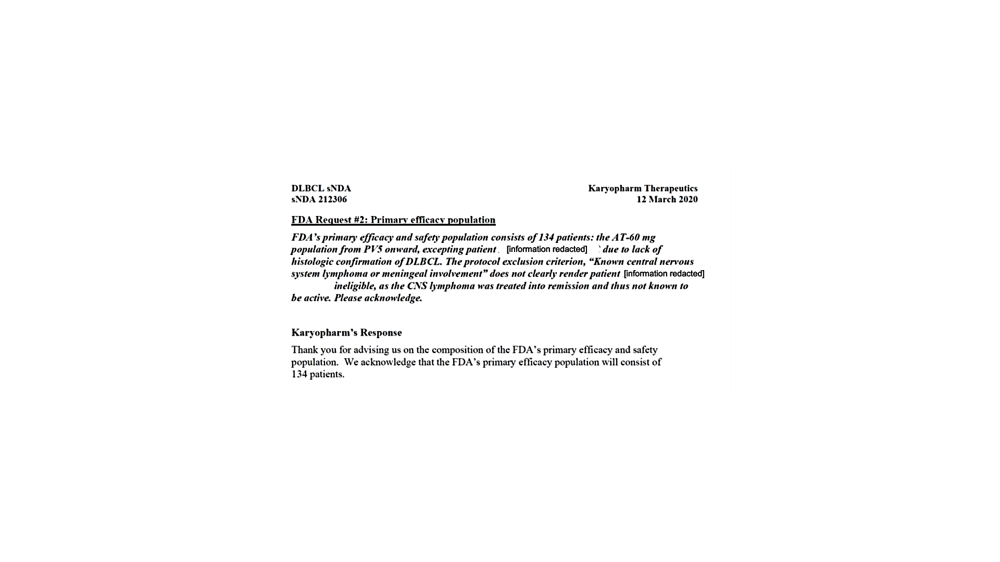 DLBCL sNDA Karyopharm Therapeutics
sNDA 212306 12 March 2020
FDA Request #2: Primary efficacy population
FDA’s primary efficacy and safety population consists of 134 patients: the AT-60 mg
population from PV5 onward, excepting patient [information redacted] due to lack of
histologic confirmation of DLBCL. The protocol exclusion criterion, “Known central nervous
system lymphoma or meningeal involvement” does not clearly render patient [information redacted]
ineligible, as the CNS lymphoma was treated into remission and thus not known to
be active. Please acknowledge.
Karyopharm’s Response
Thank you for advising us on the composition of the FDA’s primary efficacy and safety
population. We acknowledge that the FDA’s primary efficacy population will consist of
134 patients.